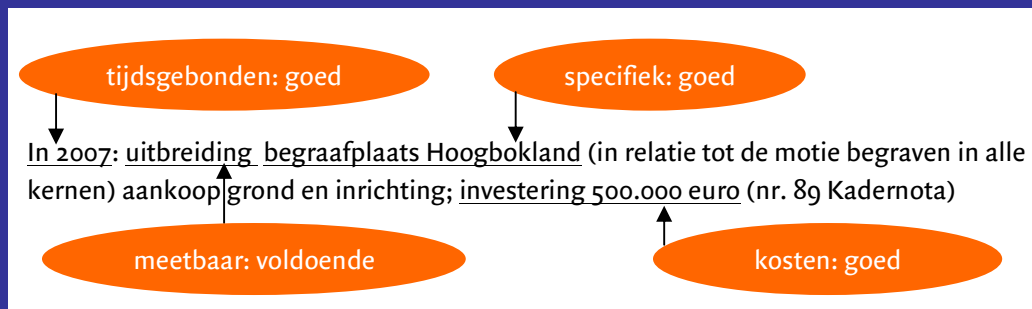 tijdsgebonden: goed
specifiek: goed
In 2007: uitbreiding begraafplaats Hoogbokland (in relatie tot de motie begraven in alle
kernen) aankoop grond en inrichting; investering 500.000 euro (nr. 89 Kadernota)
meetbaar: voldoende
kosten: goed